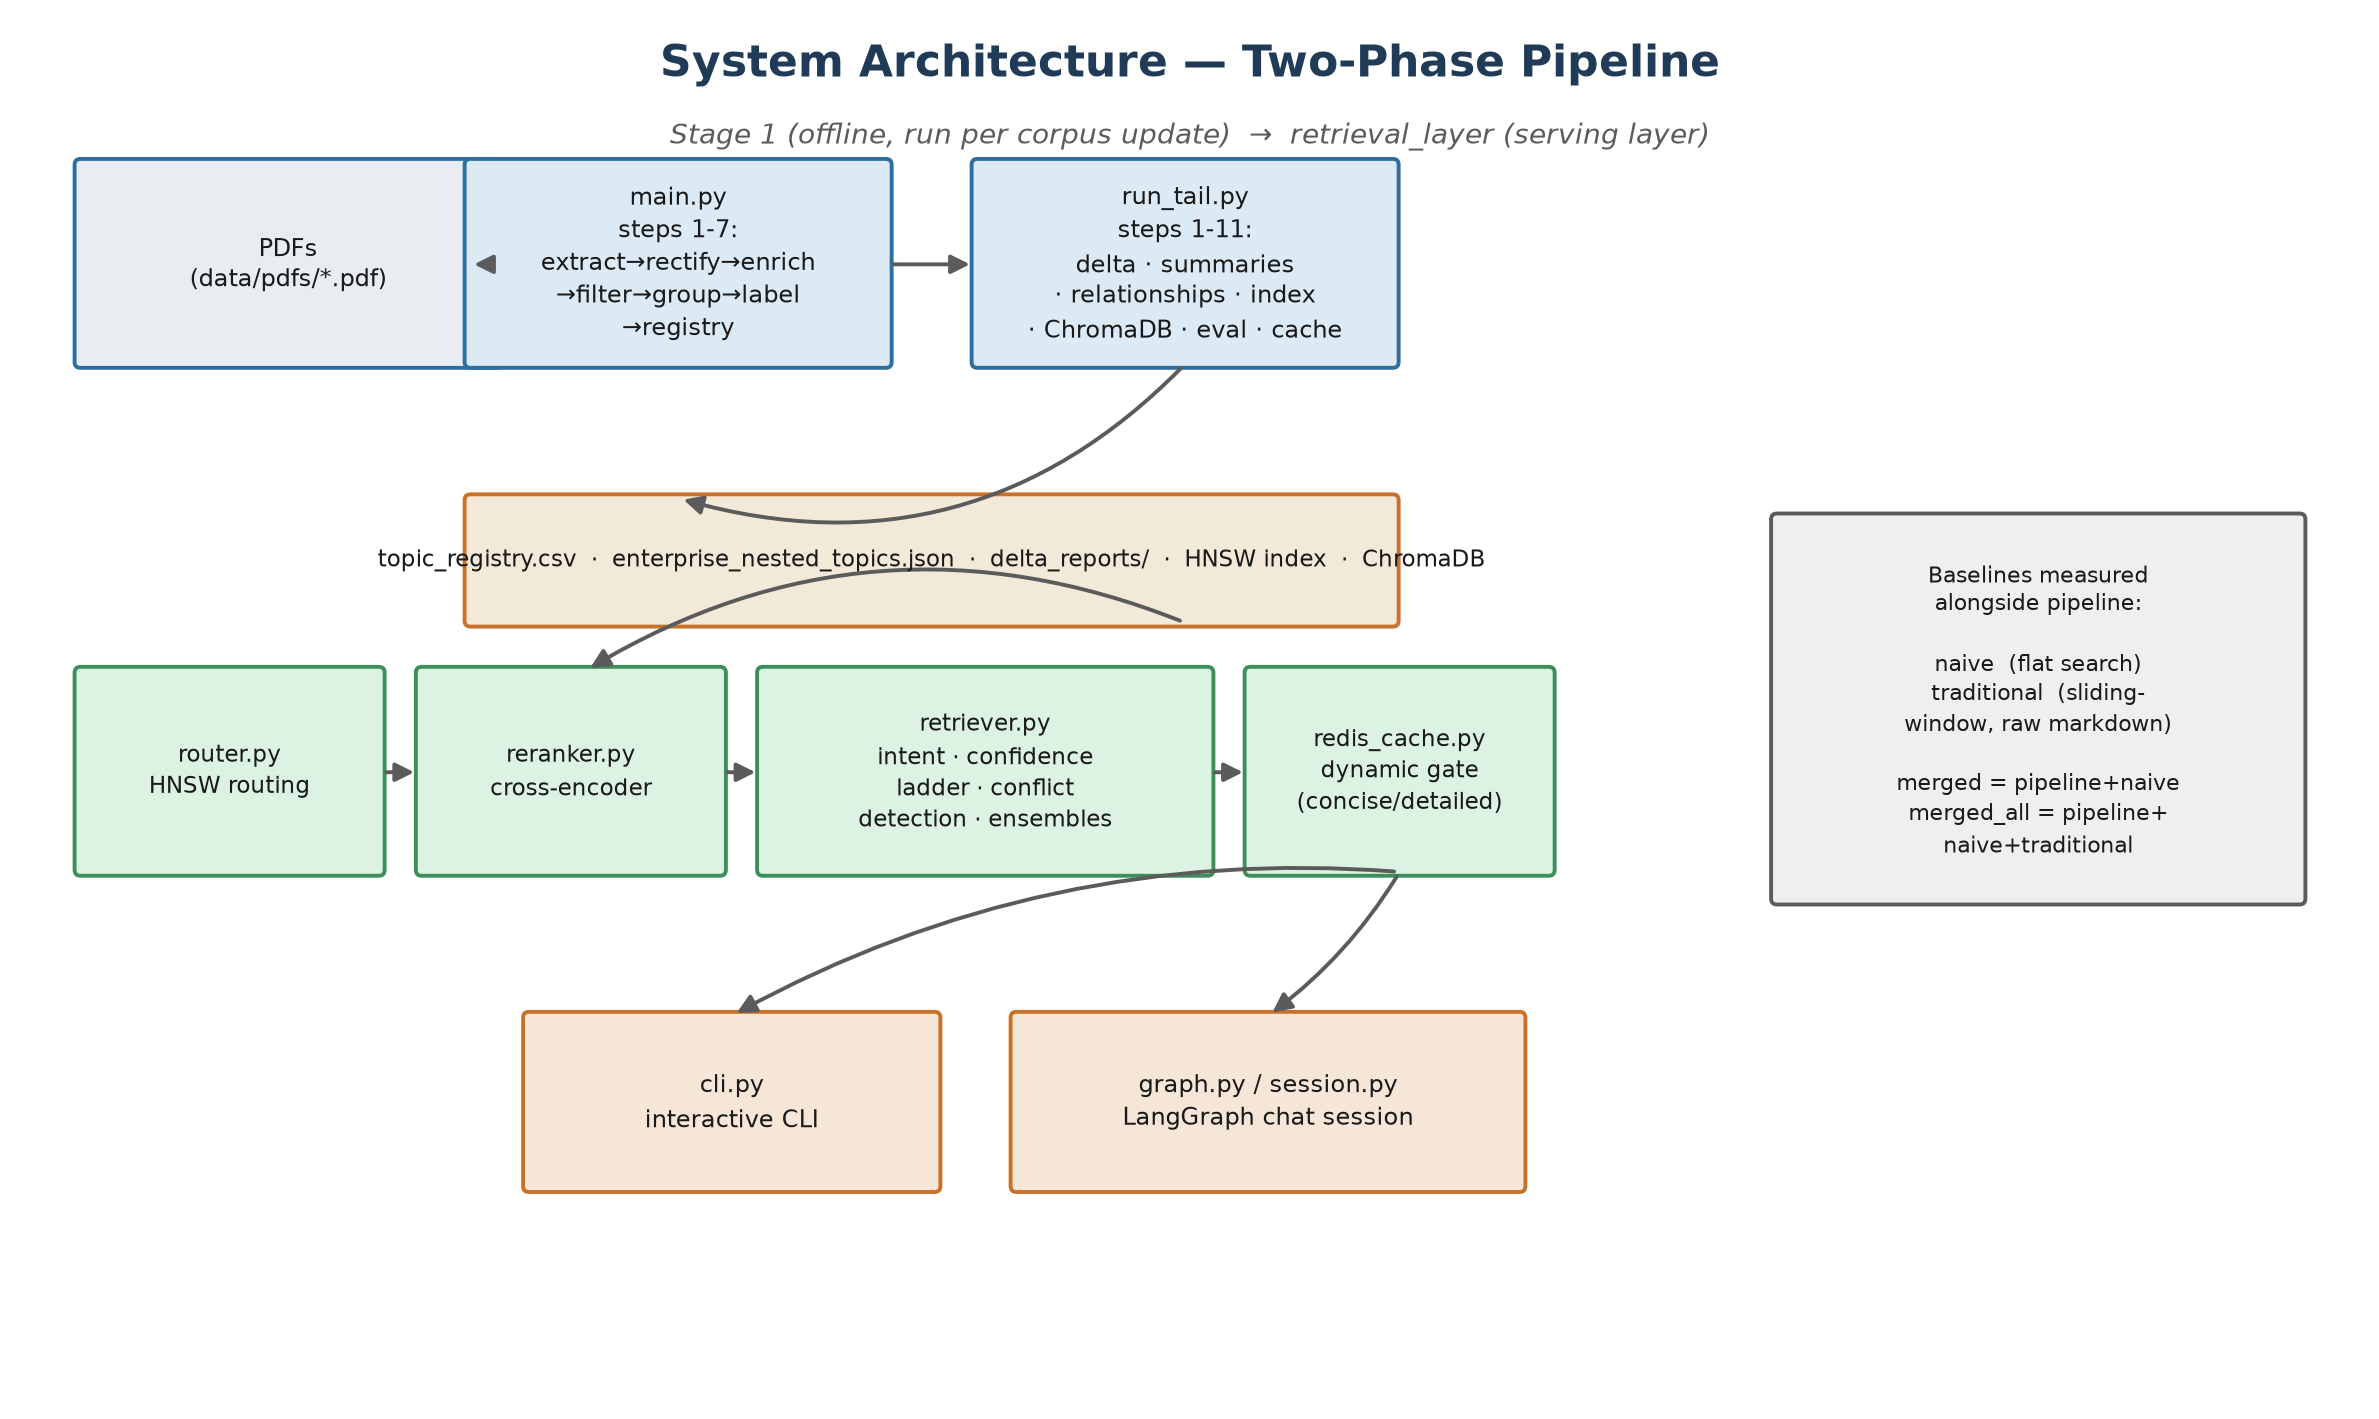 System Architecture — Two-Phase Pipeline
Stage 1 (offline, run per corpus update) → retrieval_layer (serving layer)
PDFs
(data/pdfs/*.pdf)
main.py
steps 1-7:
extract→rectify→enrich
→filter→group→label
→registry
run_tail.py
steps 1-11:
delta · summaries
· relationships · index
· ChromaDB · eval · cache
topic_registry.csv · enterprise_nested_topics.json · delta_reports/ · HNSW index · ChromaDB
router.py
HNSW routing
reranker.py
cross-encoder
retriever.py
intent · confidence
ladder · conflict
detection · ensembles
redis_cache.py
dynamic gate
(concise/detailed)
Baselines measured
alongside pipeline:
naive (flat search)
traditional (sliding-
window, raw markdown)
merged = pipeline+naive
merged_all = pipeline+
naive+traditional
cli.py
interactive CLI
graph.py / session.py
LangGraph chat session